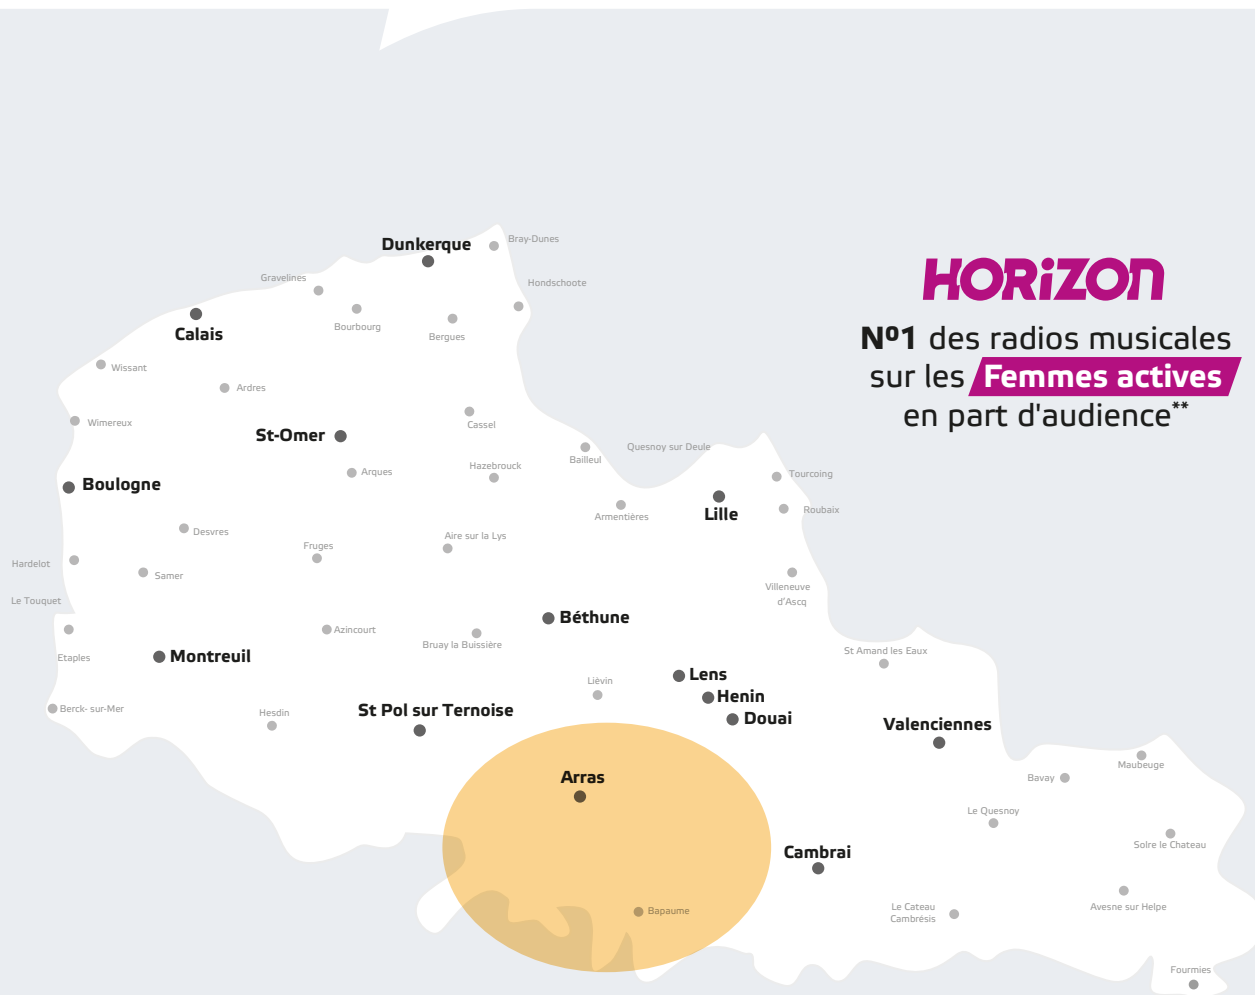 HORiZON
Nº1 des radios musicales
sur les Femmes actives
en part d'audience**
Dunkerque
Bray-Dunes
Gravelines
Hondschoote
Bourbourg
Bergues
Calais
Wissant
Ardres
Wimereux
Cassel
St-Omer
Quesnoy sur Deule
Bailleul
Hazebrouck
Arques
Tourcoing
Boulogne
Roubaix
Armentières
Lille
Desvres
Aire sur la Lys
Fruges
Hardelot
Samer
Villeneuve
d'Ascq
Le Touquet
Béthune
Azincourt
Bruay la Buissière
St Amand les Eaux
Etaples
Montreuil
Lens
Liévin
Henin
Berck- sur-Mer
Hesdin
St Pol sur Ternoise
Douai
Valenciennes
Maubeuge
Arras
Bavay
Le Quesnoy
Solre le Chateau
Cambrai
Bapaume
Le Cateau
Cambrésis
Avesne sur Helpe
Fourmies